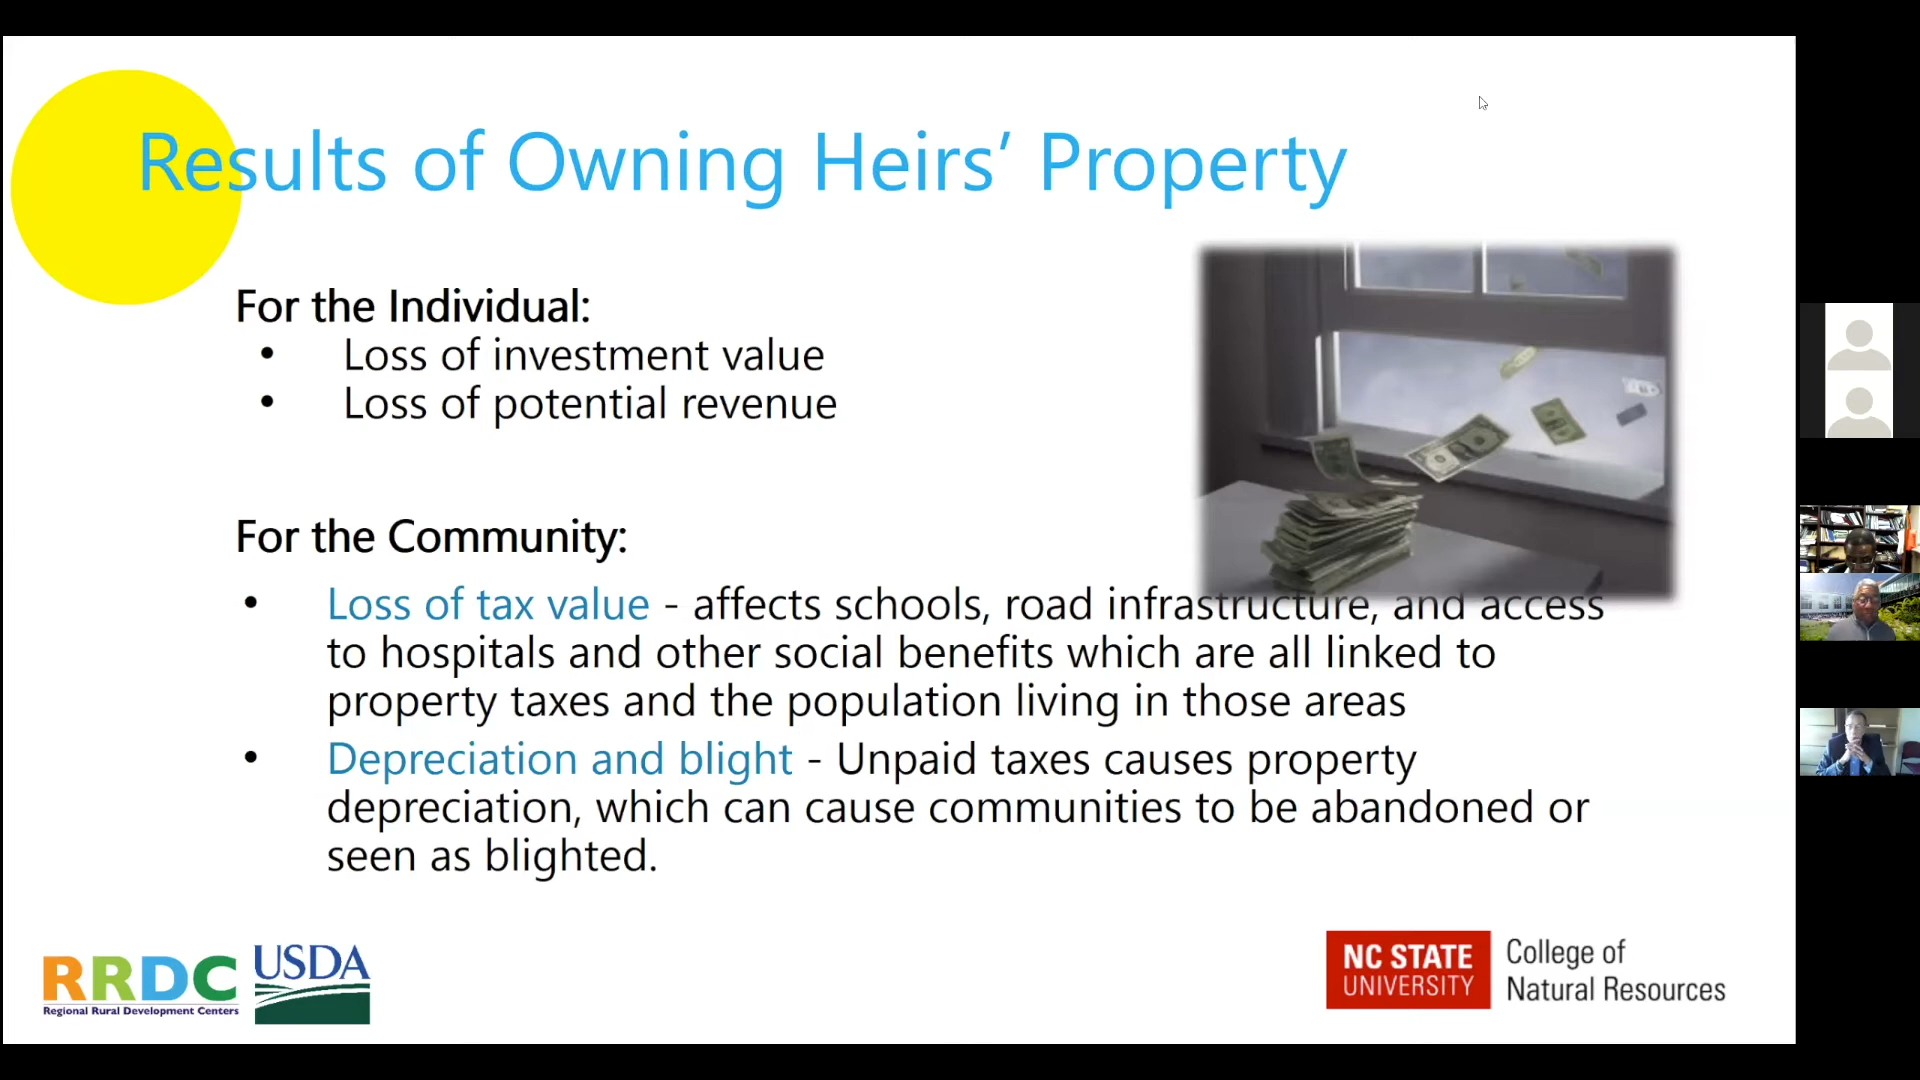 Results of Owning Heirs’ Property
For the Individual:
• Loss of investment value
• Loss of potential revenue
For the Community:
• Loss of tax value - affects schools, road infrastructure, and access
to hospitals and other social benefits which are all linked to
property taxes and the population living in those areas
• Depreciation and blight - Unpaid taxes causes property
depreciation, which can cause communities to be abandoned or
seen as blighted.
RRDC
Regional Rural Development Centers
USDA
NC STATE
UNIVERSITY
College of
Natural Resources